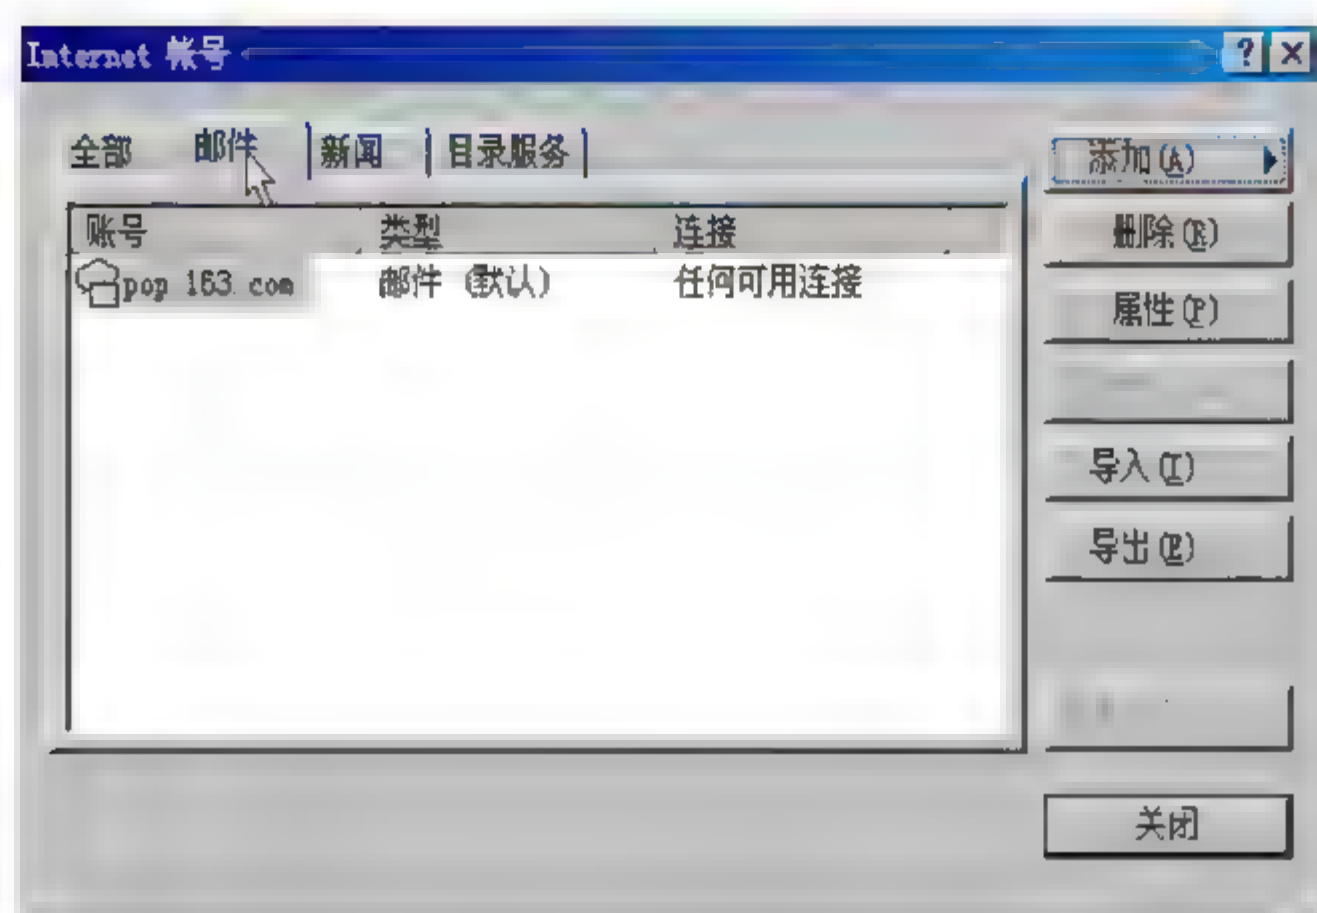 Internet 帐号
全部 邮件 新闻 目录服务
添加(A)
账号 类型 连接
删除(R)
pop 163.com 邮件 (默认) 任何可用连接
属性(P)
导入(I)
导出(E)
关闭